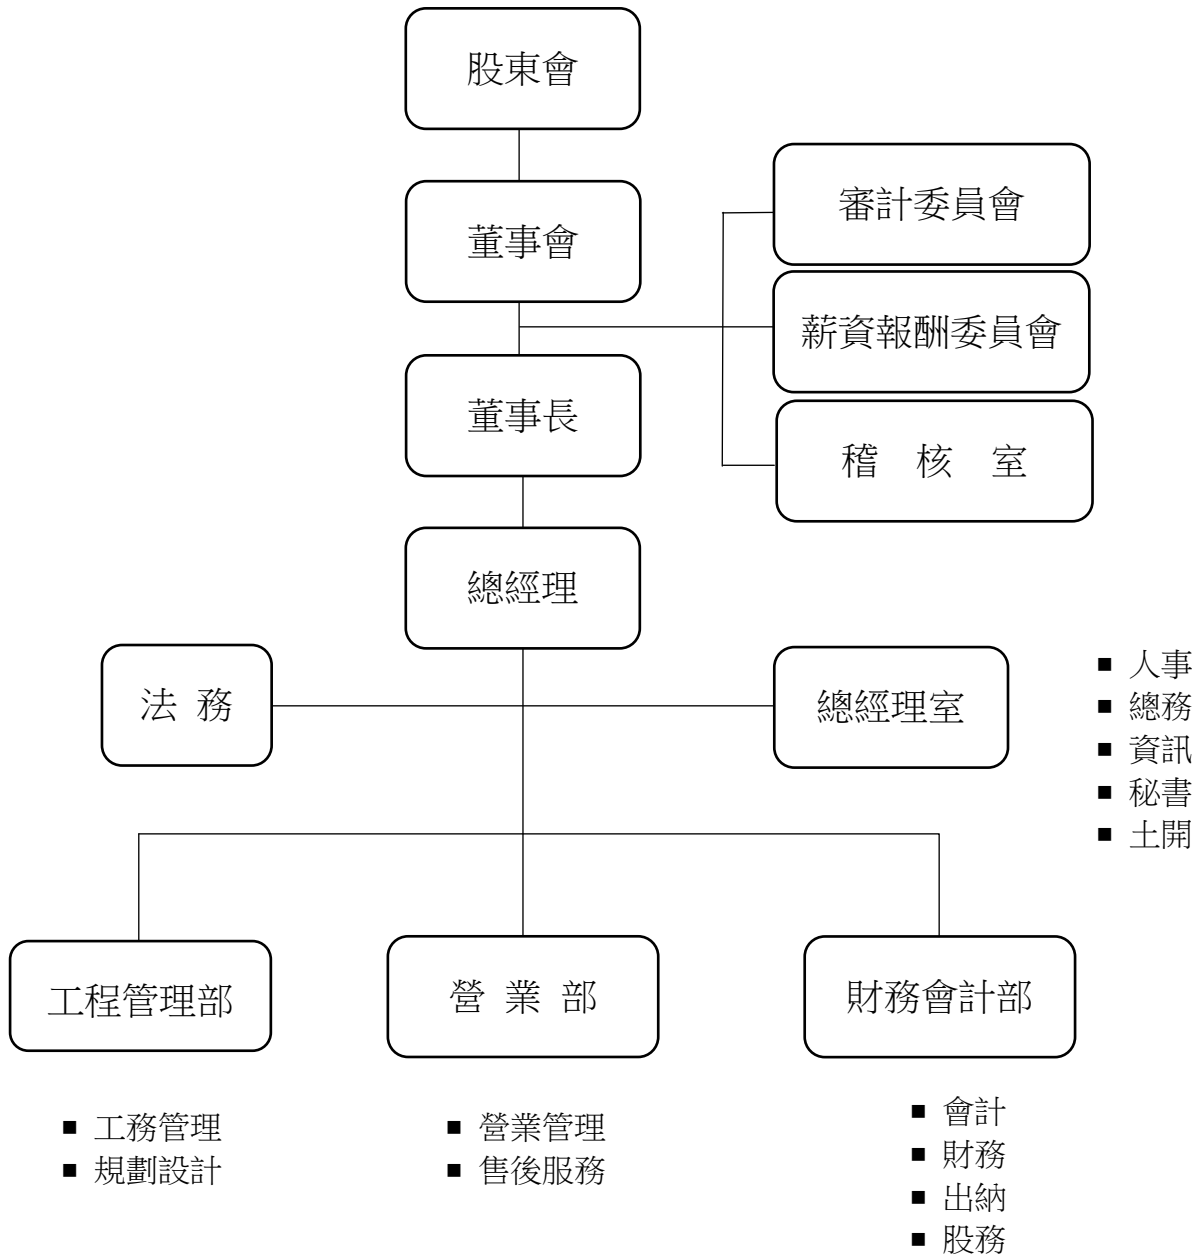 股東會
董事會
審計委員會
薪資報酬委員會
董事長
稽 核 室
總經理
法 務
總經理室
■ 人事
■ 總務
■ 資訊
■ 秘書
■ 土開
工程管理部
營 業 部
財務會計部
■ 工務管理
■ 規劃設計
■ 營業管理
■ 售後服務
■ 會計
■ 財務
■ 出納
■ 股務